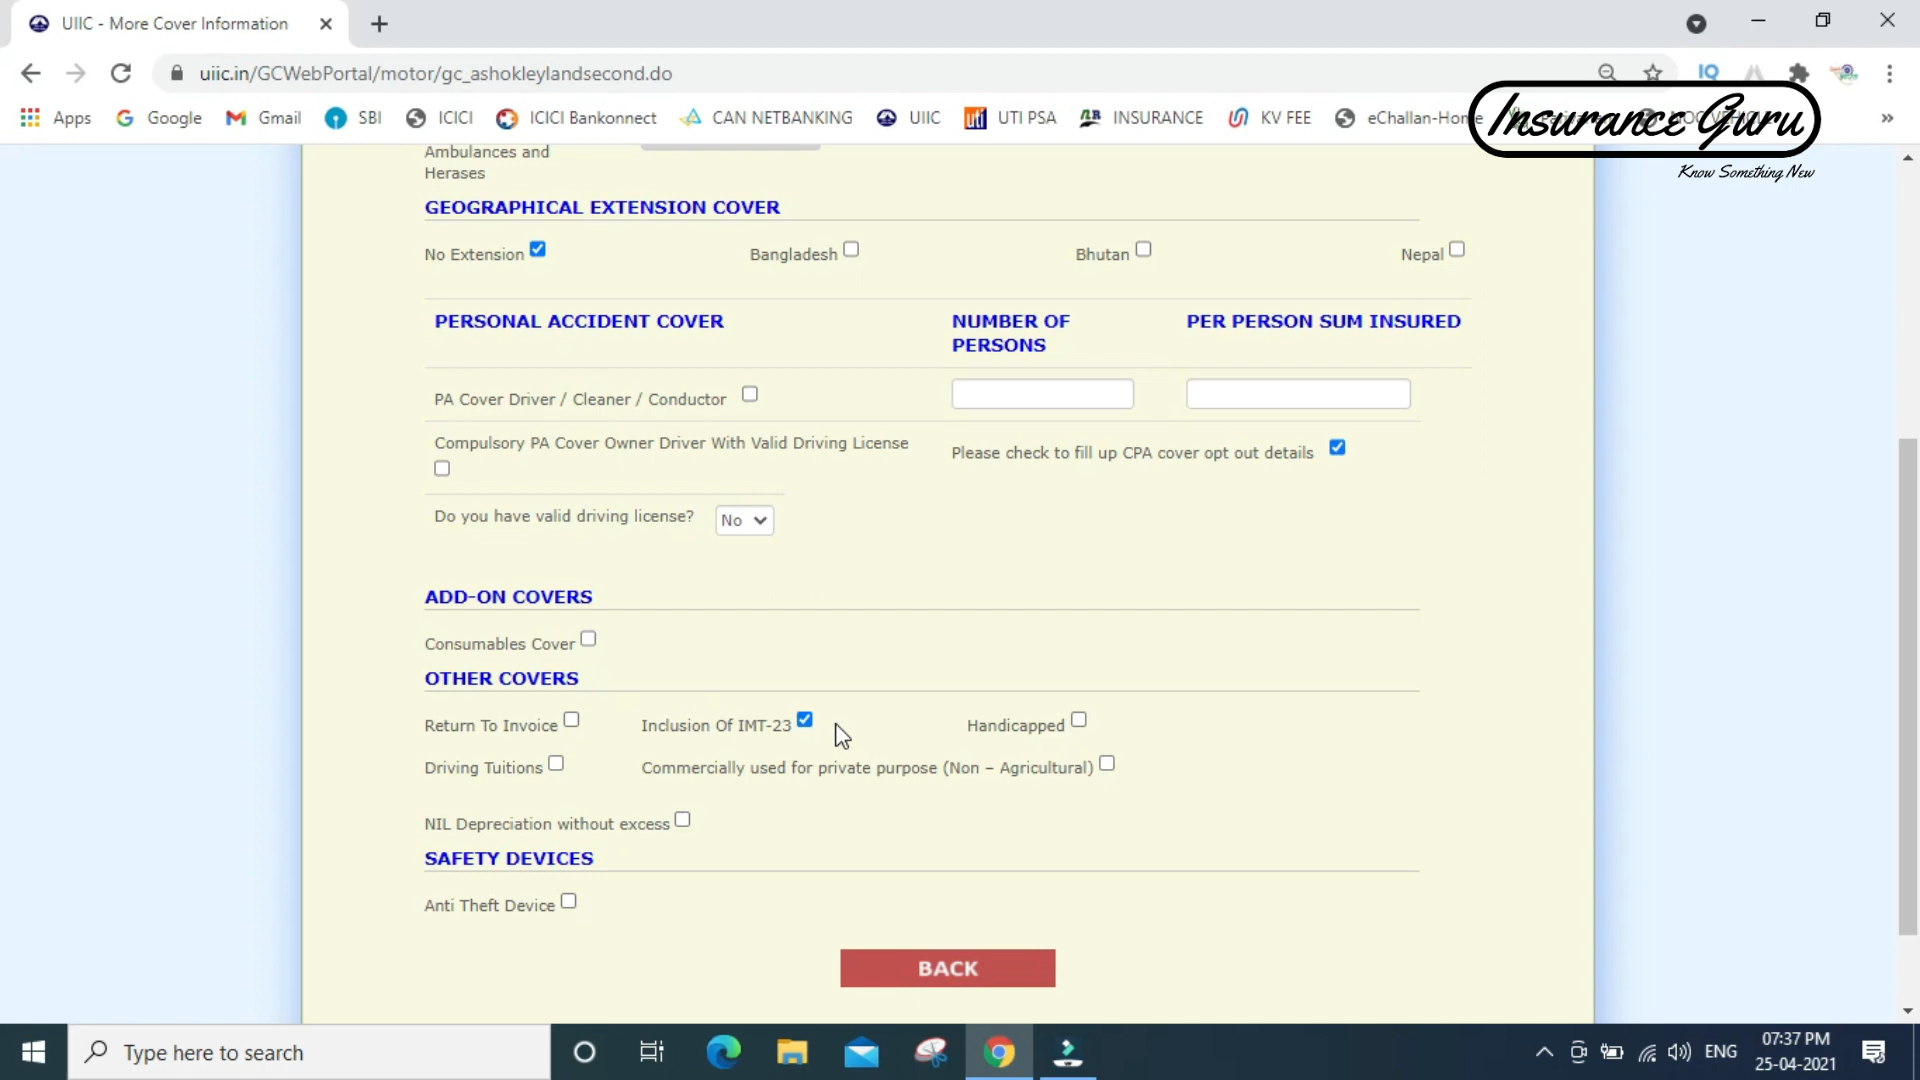 UIIC - More Cover Information
uiic.in/GCWebPortal/motor/gc_ashokleylandsecond.do
IQ
Apps Google Gmail SBI ICICI ICICI Bankonnect CAN NETBANKING UIIC UTI PSA INSURANCE KV FEE eChallan-Home
Insurance Guru
Know Something New
Ambulances and
Herases
GEOGRAPHICAL EXTENSION COVER
No Extension Bangladesh Bhutan Nepal
PERSONAL ACCIDENT COVER NUMBER OF PERSONS PER PERSON SUM INSURED
PA Cover Driver / Cleaner / Conductor
Compulsory PA Cover Owner Driver With Valid Driving License
Please check to fill up CPA cover opt out details
Do you have valid driving license? No
ADD-ON COVERS
Consumables Cover
OTHER COVERS
Return To Invoice Inclusion Of IMT-23 Handicapped
Driving Tuitions Commercially used for private purpose (Non – Agricultural)
NIL Depreciation without excess
SAFETY DEVICES
Anti Theft Device
BACK
Type here to search
ENG
07:37 PM
25-04-2021